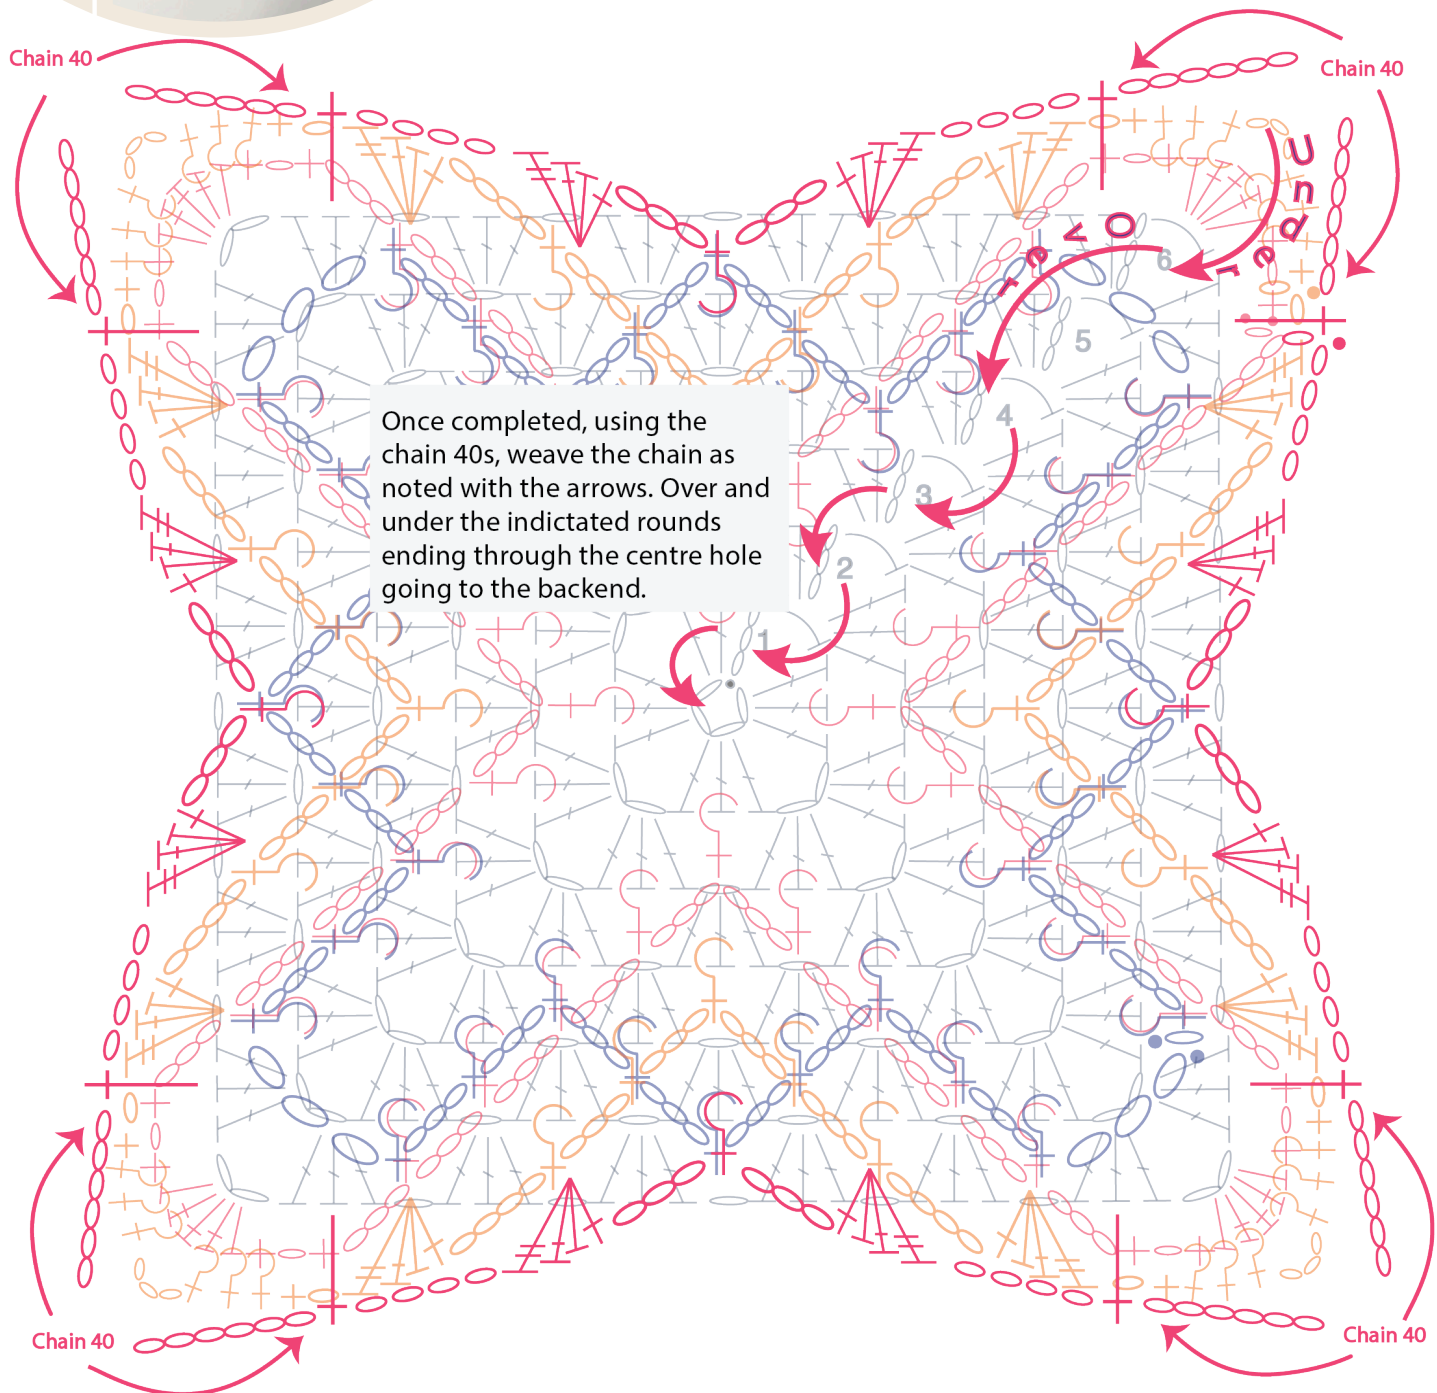 Chain 40
Chain 40
Under
Over
6
5
4
3
2
1
Once completed, using the
chain 40s, weave the chain as
noted with the arrows. Over and
under the indictated rounds
ending through the centre hole
going to the backend.
Chain 40
Chain 40